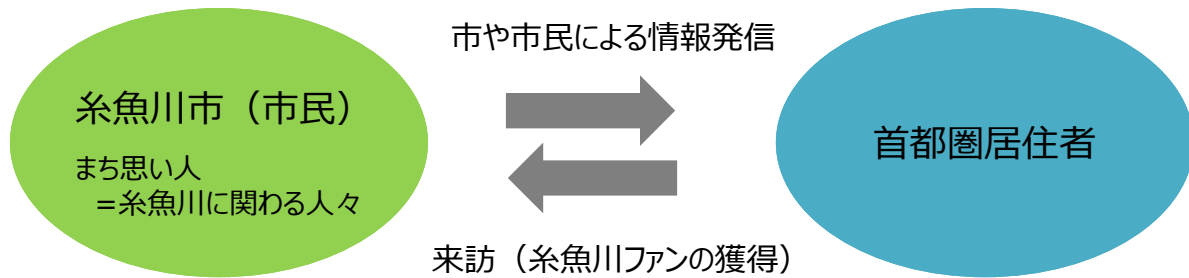 市や市民による情報発信
糸魚川市（市民）
まち思い人
=糸魚川に関わる人々
首都圏居住者
来訪（糸魚川ファンの獲得）